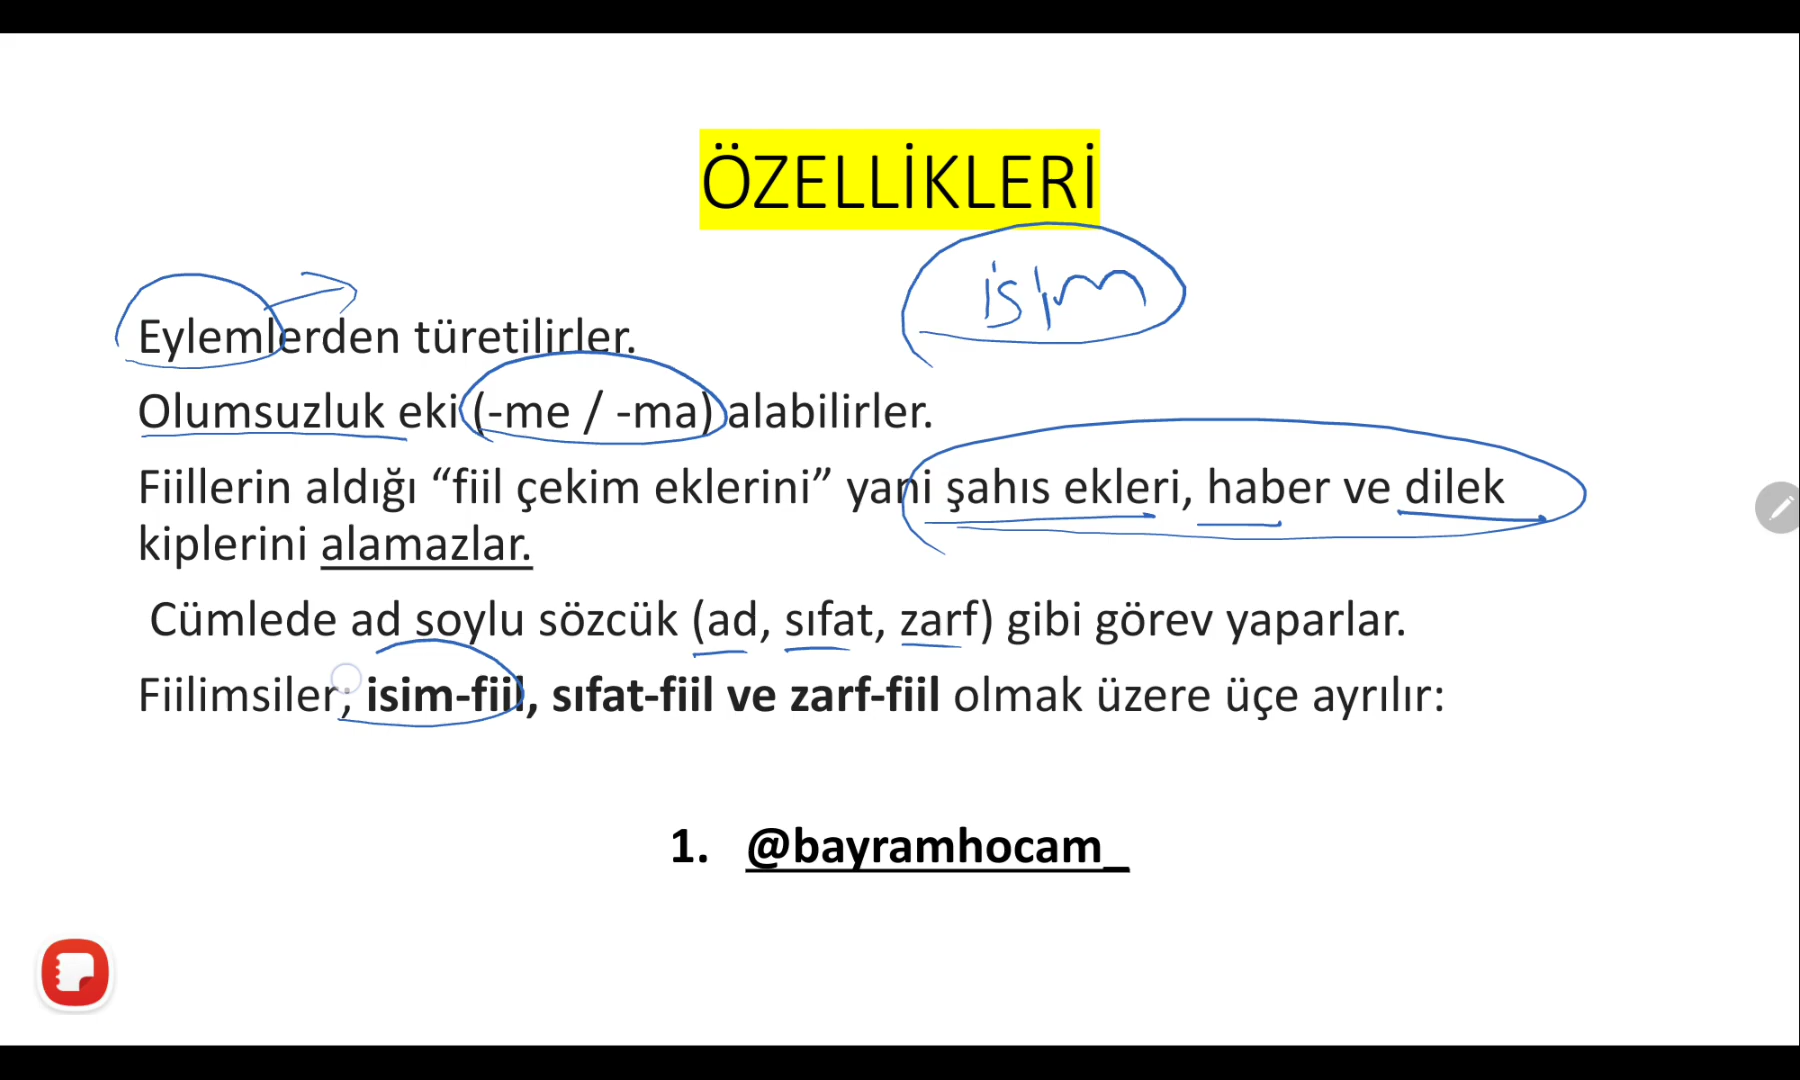 ÖZELLİKLERİ
isim
Eylemlerden türetilirler.
Olumsuzluk eki (-me / -ma) alabilirler.
Fiillerin aldığı “fiil çekim eklerini” yani şahıs ekleri, haber ve dilek
kiplerini alamazlar.
Cümlede ad soylu sözcük (ad, sıfat, zarf) gibi görev yaparlar.
Fiilimsiler; isim-fiil, sıfat-fiil ve zarf-fiil olmak üzere üçe ayrılır:
1. @bayramhocam_